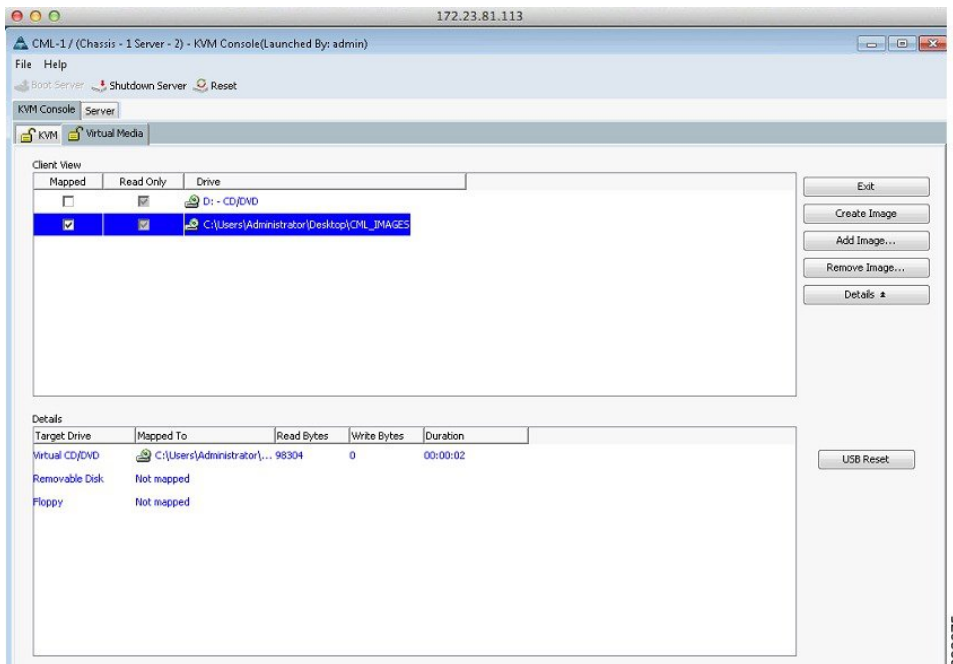 172.23.81.113
CML-1 / (Chassis - 1 Server - 2) - KVM Console(Launched By: admin)
File Help
Boot Server Shutdown Server Reset
KVM Console Server
KVM Virtual Media
Client View
Mapped Read Only Drive
D: - CD/DVD
C:\Users\Administrator\Desktop\CML_IMAGES
Exit
Create Image
Add Image...
Remove Image...
Details
Details
Target Drive Mapped To Read Bytes Write Bytes Duration
Virtual CD/DVD C:\Users\Administrator\... 98304 0 00:00:02
Removable Disk Not mapped
Floppy Not mapped
USB Reset